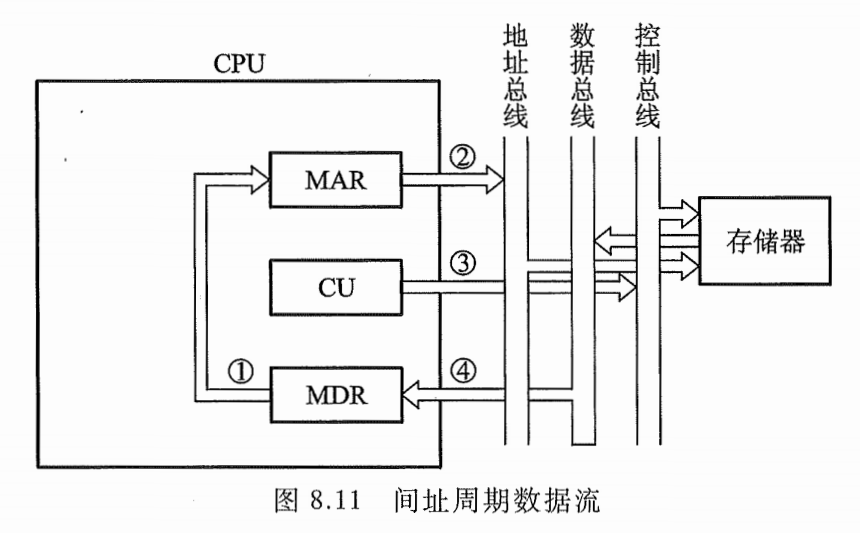 CPU
地址总线
数据总线
控制总线
MAR
②
存储器
CU
③
①
MDR
④
图 8.11 间址周期数据流